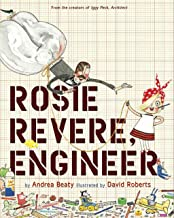 From the creators of Iggy Peck, Architect
ROSIE
REVERE,
ENGINEER
by Andrea Beaty illustrated by David Roberts